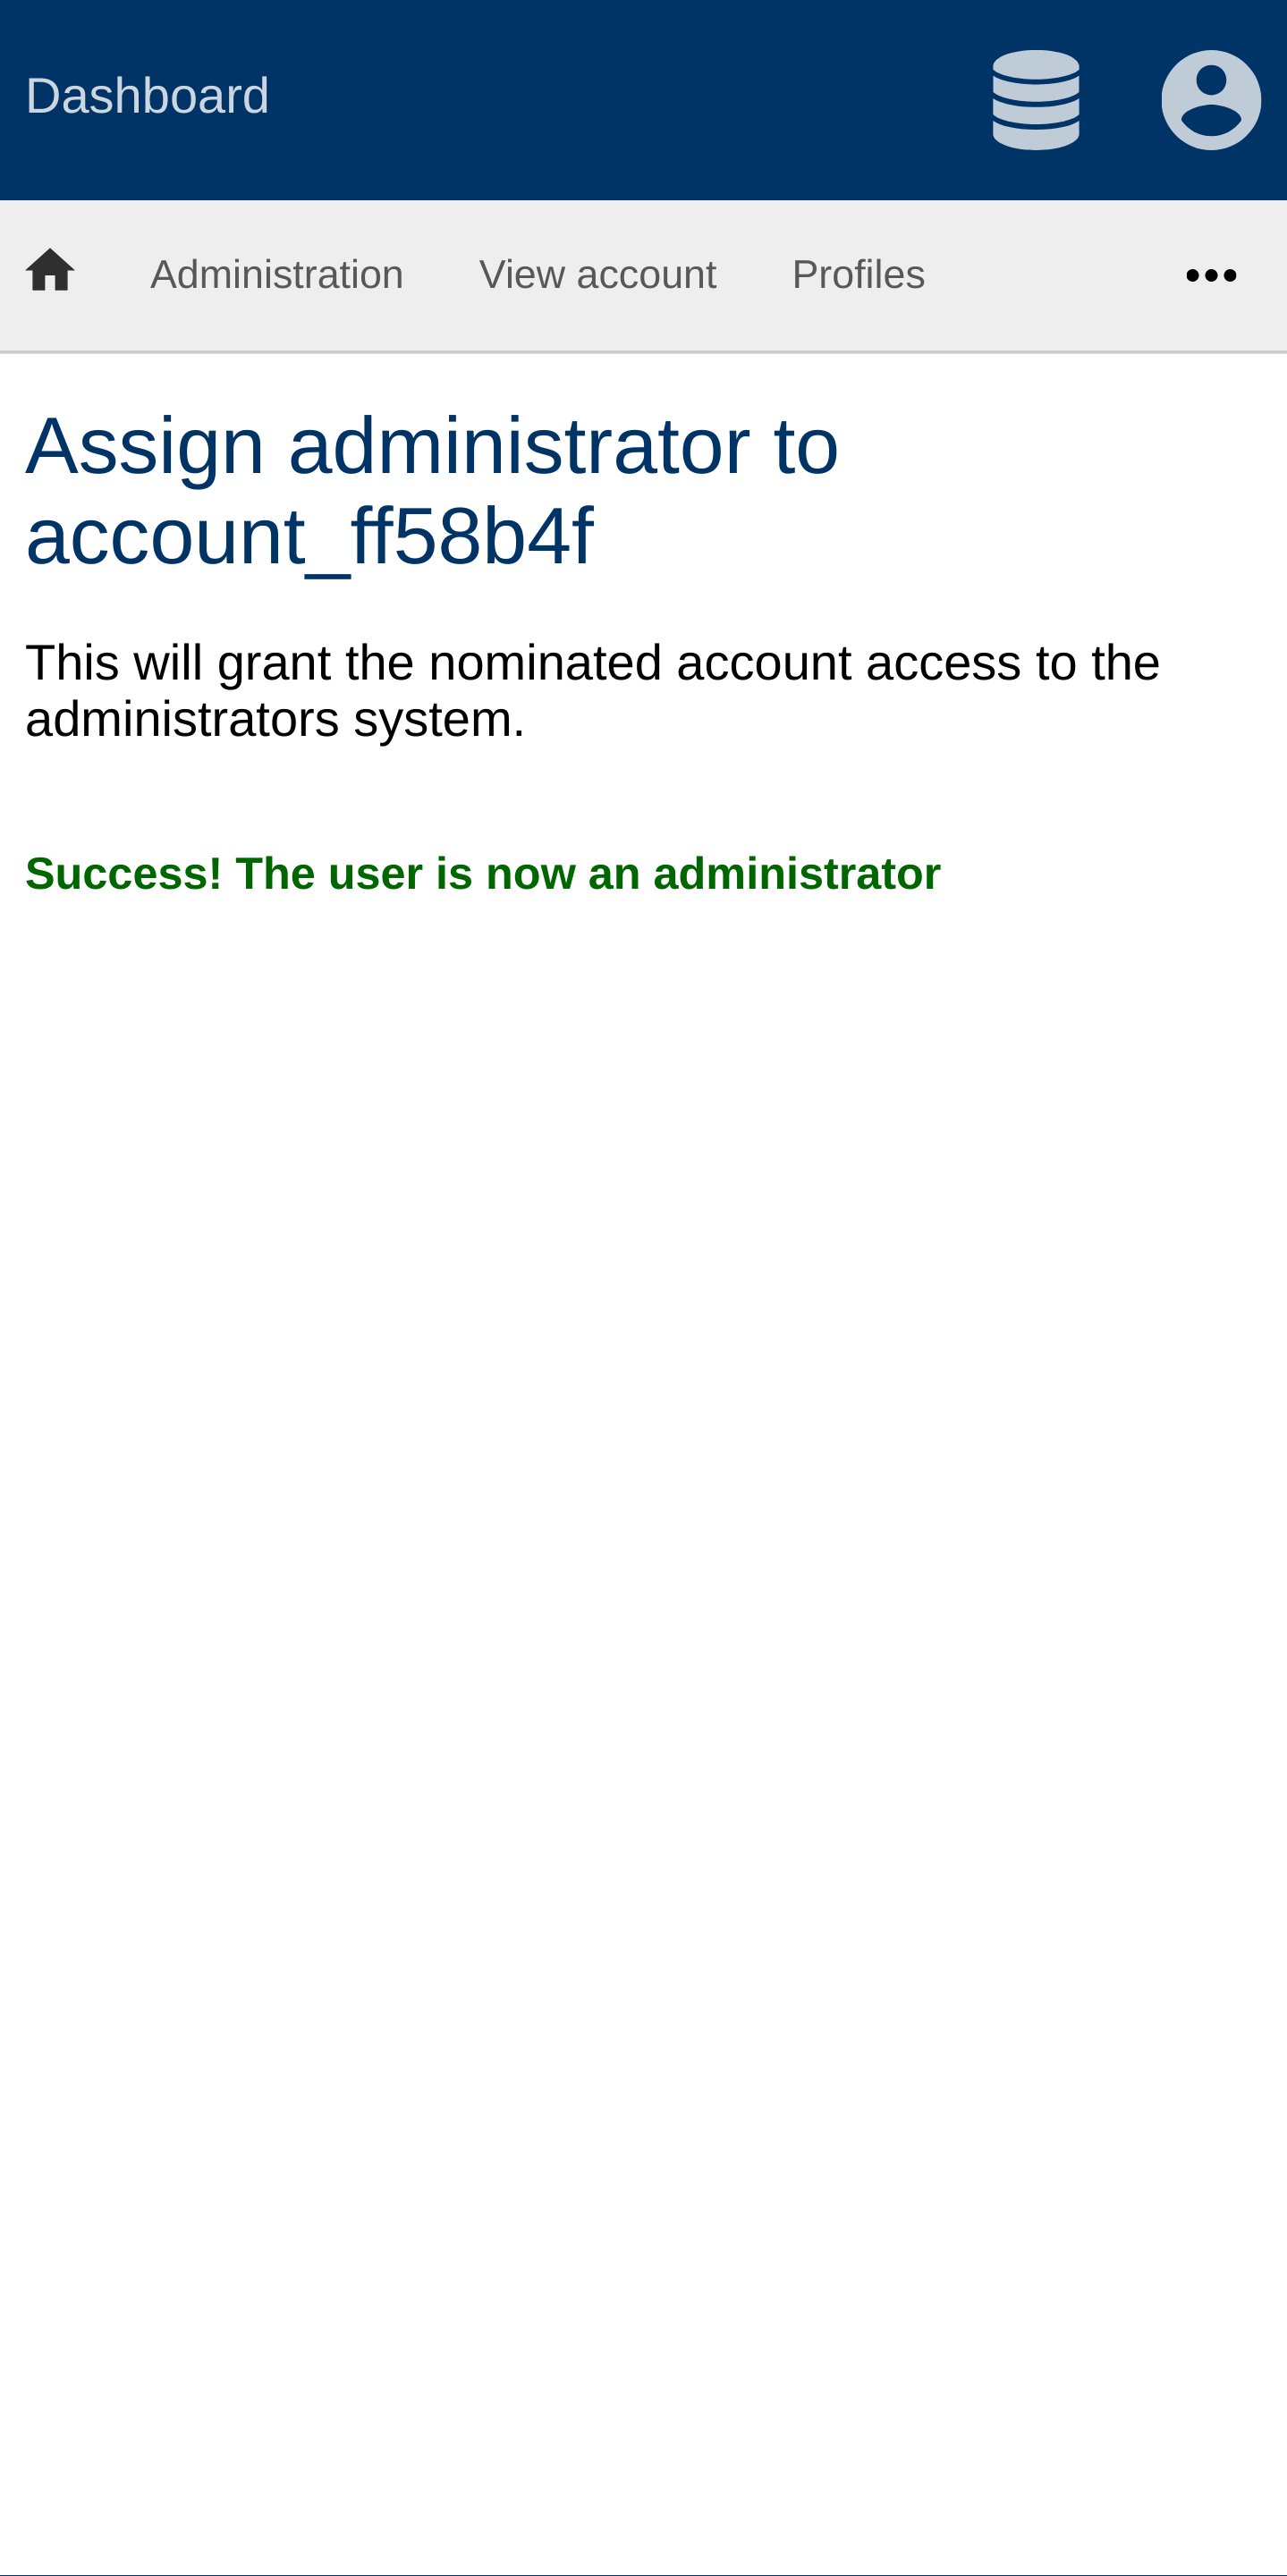 Dashboard
Administration View account Profiles
Assign administrator to
account_ff58b4f
This will grant the nominated account access to the
administrators system.
Success! The user is now an administrator